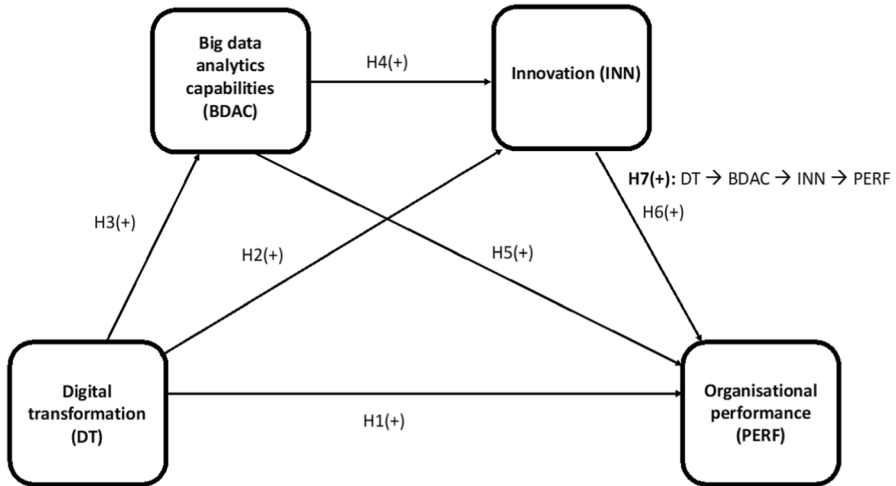 Big data
analytics
capabilities
(BDAC)
H4(+)
Innovation (INN)
H7(+): DT → BDAC → INN → PERF
H6(+)
H3(+)
H2(+)
H5(+)
Digital
transformation
(DT)
H1(+)
Organisational
performance
(PERF)